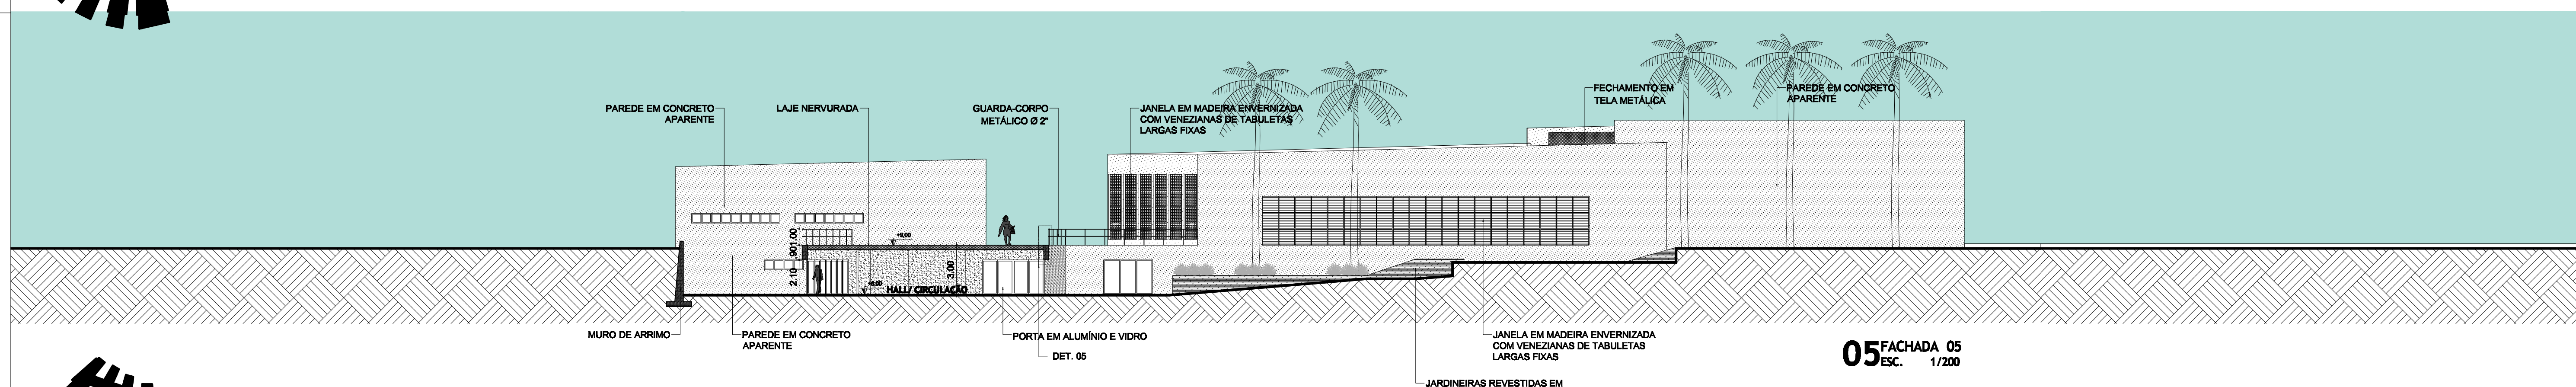 PAREDE EM CONCRETO
APARENTE
LAJE NERVURADA
GUARDA-CORPO
METÁLICO Ø 2"
JANELA EM MADEIRA ENVERNIZADA
COM VENEZIANAS DE TABULETAS
LARGAS FIXAS
FECHAMENTO EM
TELA METÁLICA
PAREDE EM CONCRETO
APARENTE
1.00
.90
2.10
+9,00
3.00
+6,00
HALL/ CIRCULAÇÃO
MURO DE ARRIMO
PAREDE EM CONCRETO
APARENTE
PORTA EM ALUMÍNIO E VIDRO
DET. 05
JANELA EM MADEIRA ENVERNIZADA
COM VENEZIANAS DE TABULETAS
LARGAS FIXAS
JARDINEIRAS REVESTIDAS EM
05 FACHADA 05
ESC. 1/200